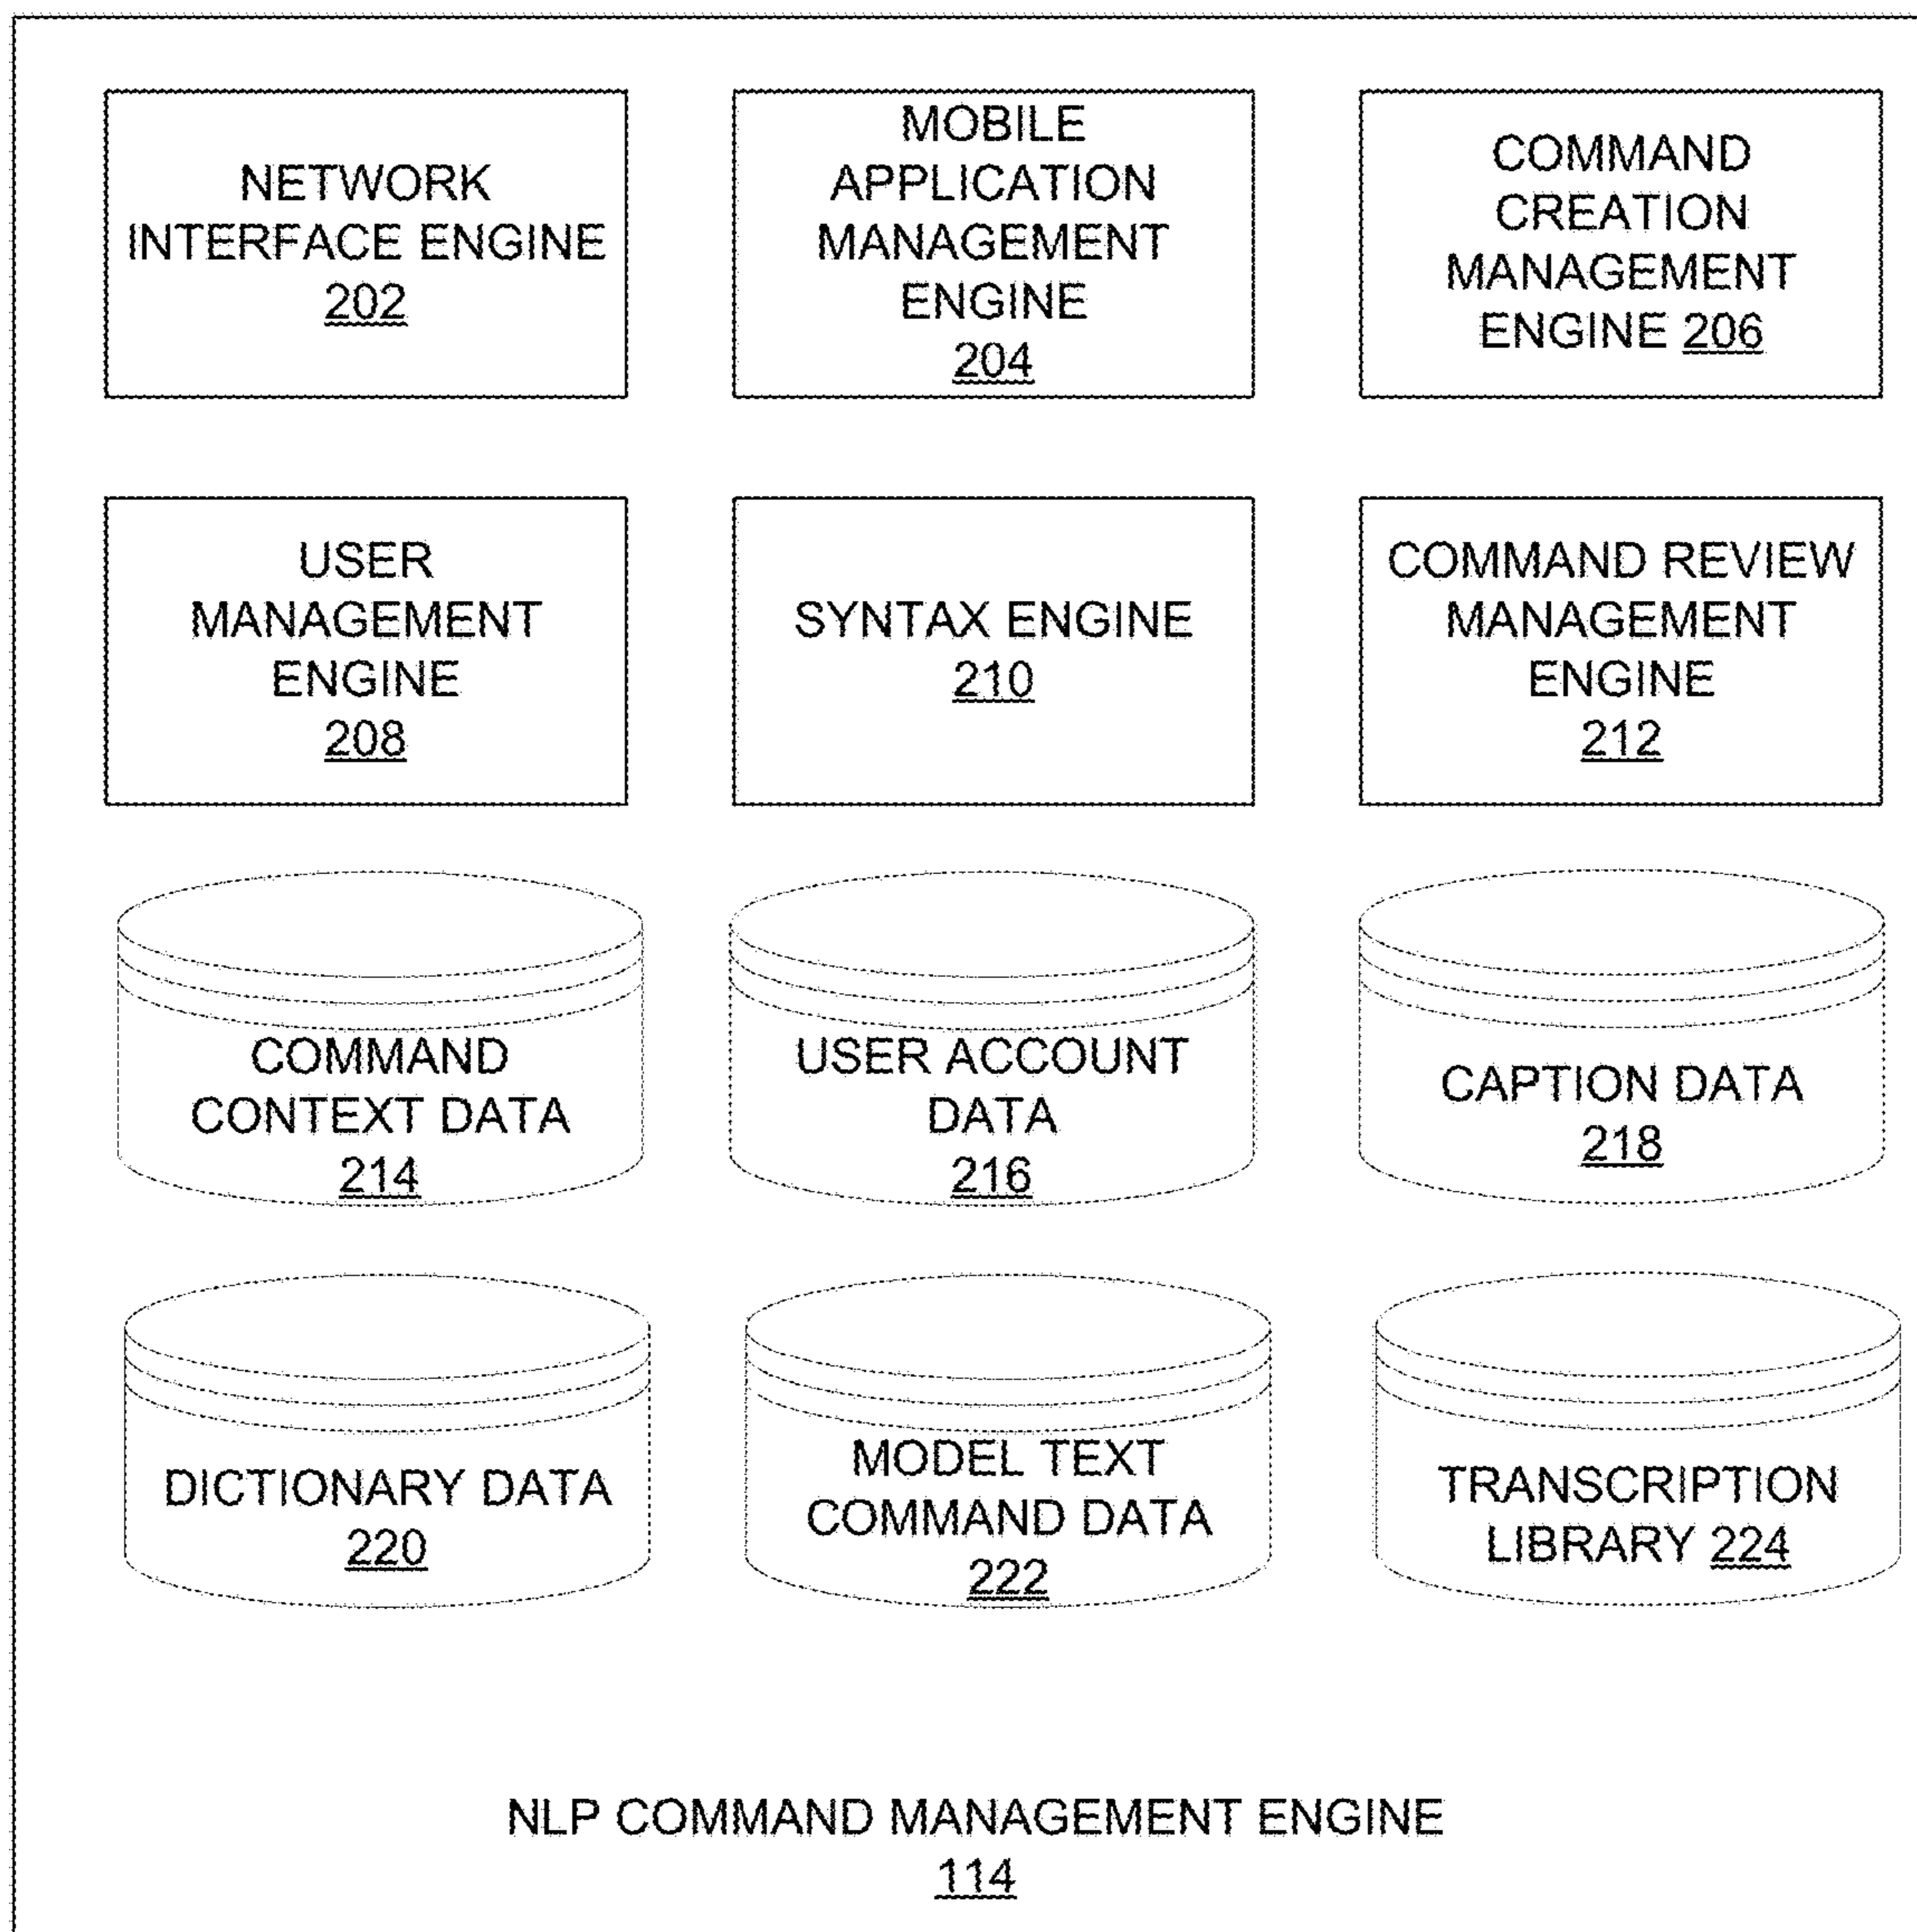 NETWORK
INTERFACE ENGINE
202
MOBILE
APPLICATION
MANAGEMENT
ENGINE
204
COMMAND
CREATION
MANAGEMENT
ENGINE 206
USER
MANAGEMENT
ENGINE
208
SYNTAX ENGINE
210
COMMAND REVIEW
MANAGEMENT
ENGINE
212
COMMAND
CONTEXT DATA
214
USER ACCOUNT
DATA
216
CAPTION DATA
218
DICTIONARY DATA
220
MODEL TEXT
COMMAND DATA
222
TRANSCRIPTION
LIBRARY 224
NLP COMMAND MANAGEMENT ENGINE
114